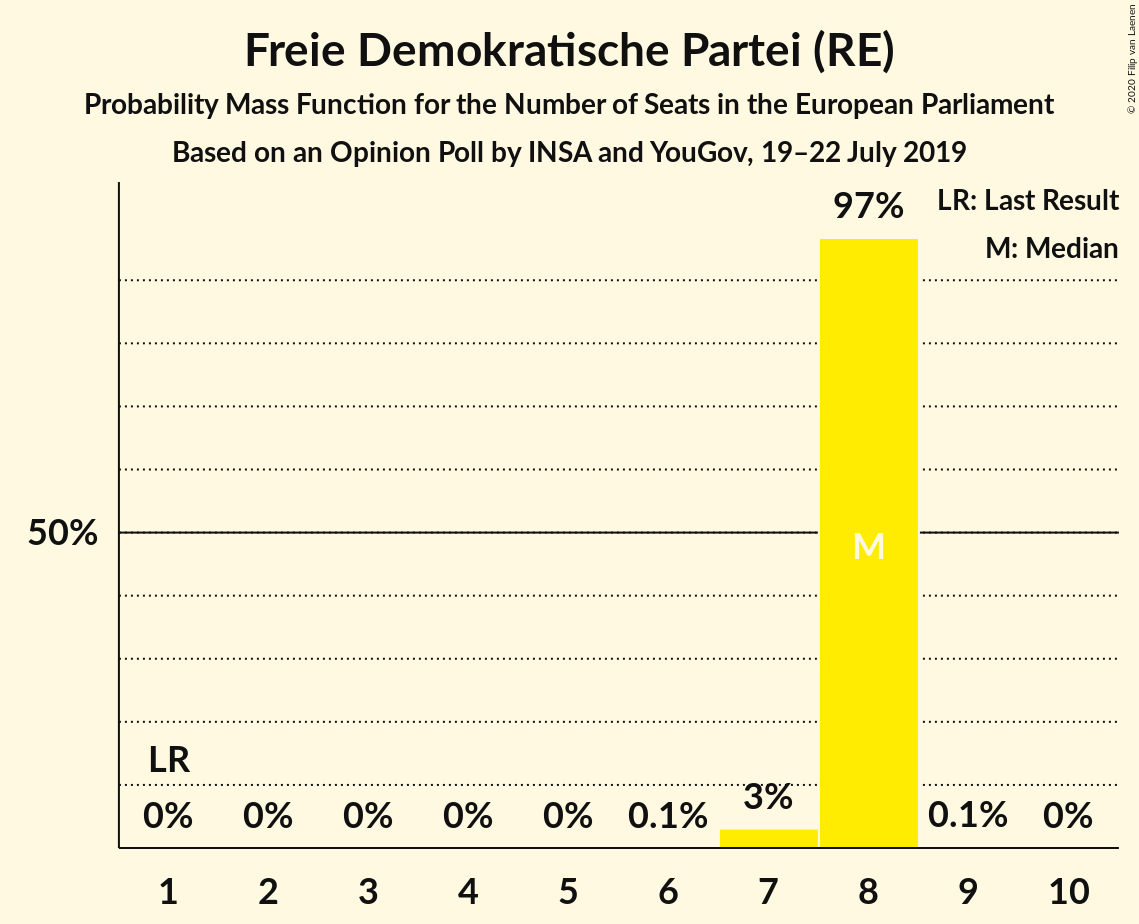 Freie Demokratische Partei (RE)
Probability Mass Function for the Number of Seats in the European Parliament
Based on an Opinion Poll by INSA and YouGov, 19–22 July 2019
© 2020 Filip van Laenen
LR: Last Result
M: Median
97%
50%
M
LR
0% 0% 0% 0% 0% 0.1% 3% 0.1% 0%
1 2 3 4 5 6 7 8 9 10